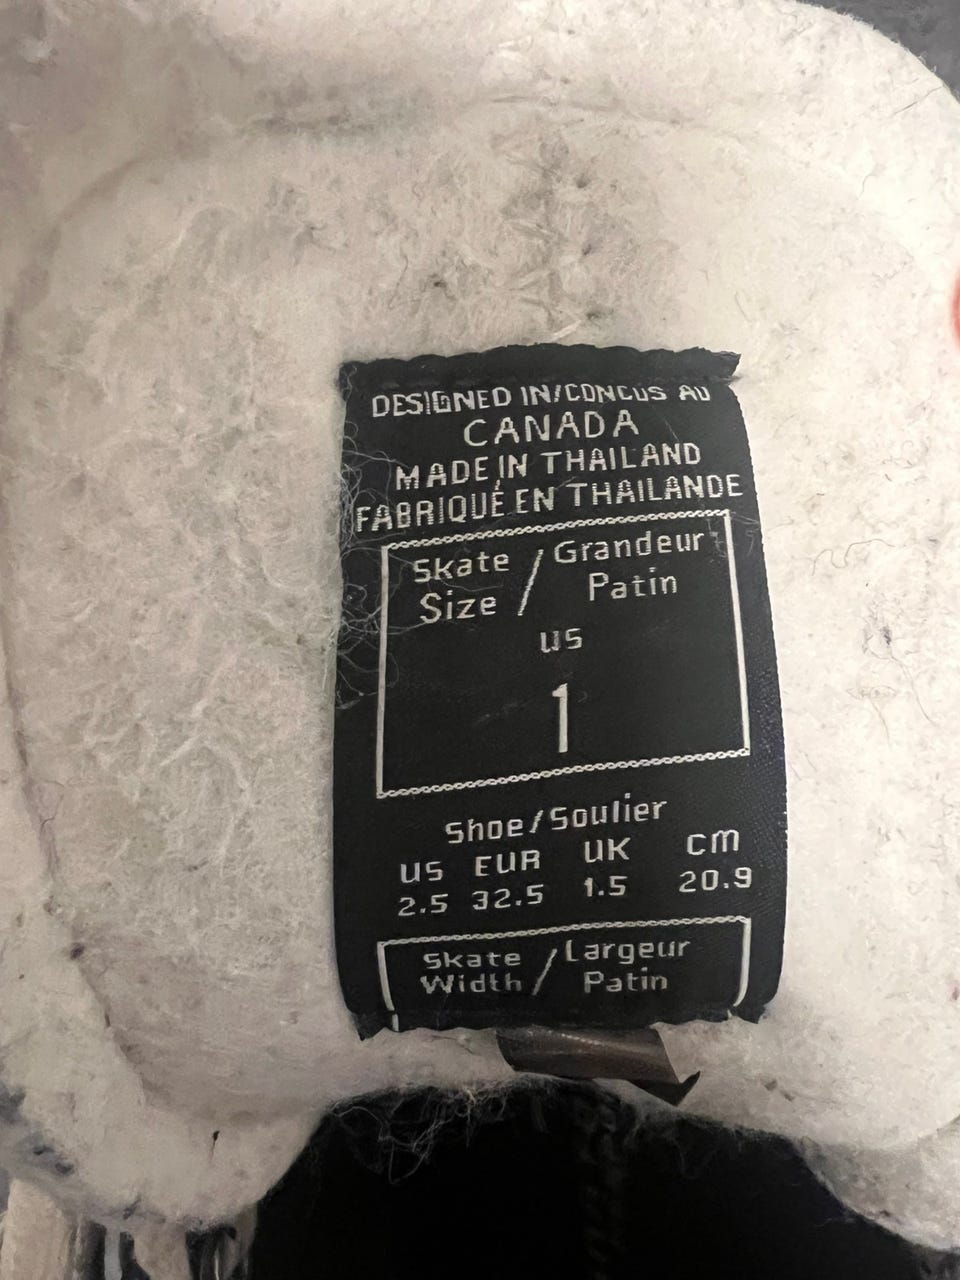 DESIGNED IN/CONCUS AU
CANADA
MADE IN THAILAND
FABRIQUÉ EN THAILANDE
Skate / Grandeur
Size / Patin
US
1
Shoe/Soulier
US EUR UK cm
2.5 32.5 1.5 20.9
Skate / Largeur
Width / Patin